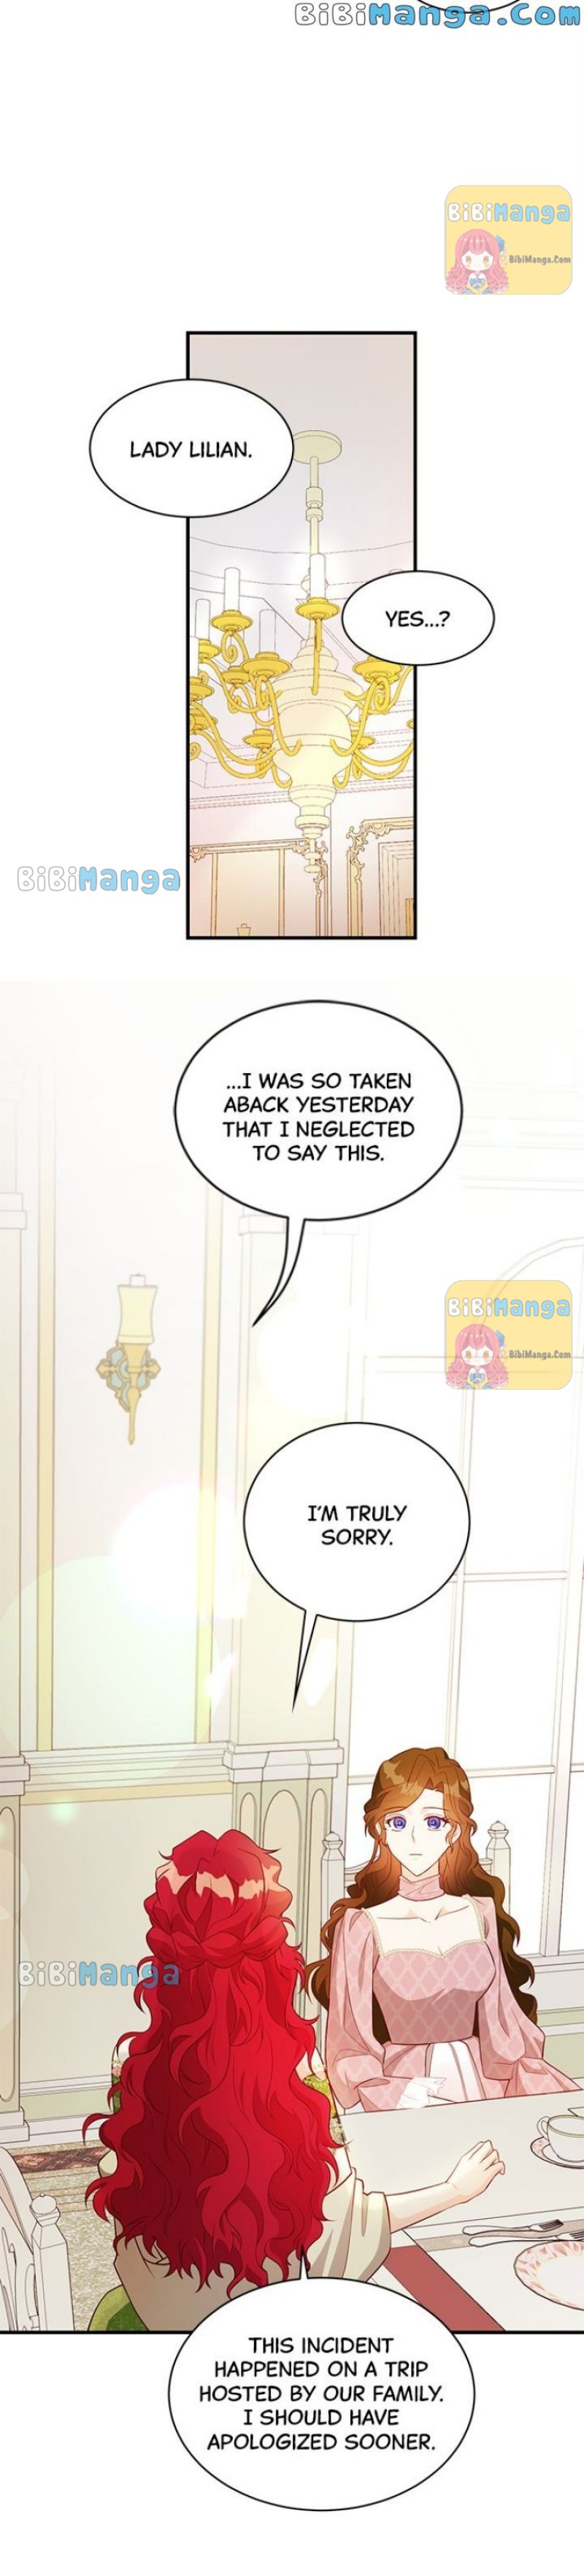 BiBiManga.Com
BiBiManga
BibiManga.Com
LADY LILIAN.
YES...?
BiBiManga
...I WAS SO TAKEN
ABACK YESTERDAY
THAT I NEGLECTED
TO SAY THIS.
BiBiManga
BibiManga.Com
I'M TRULY
SORRY.
BiBiManga
THIS INCIDENT
HAPPENED ON A TRIP
HOSTED BY OUR FAMILY.
I SHOULD HAVE
APOLOGIZED SOONER.